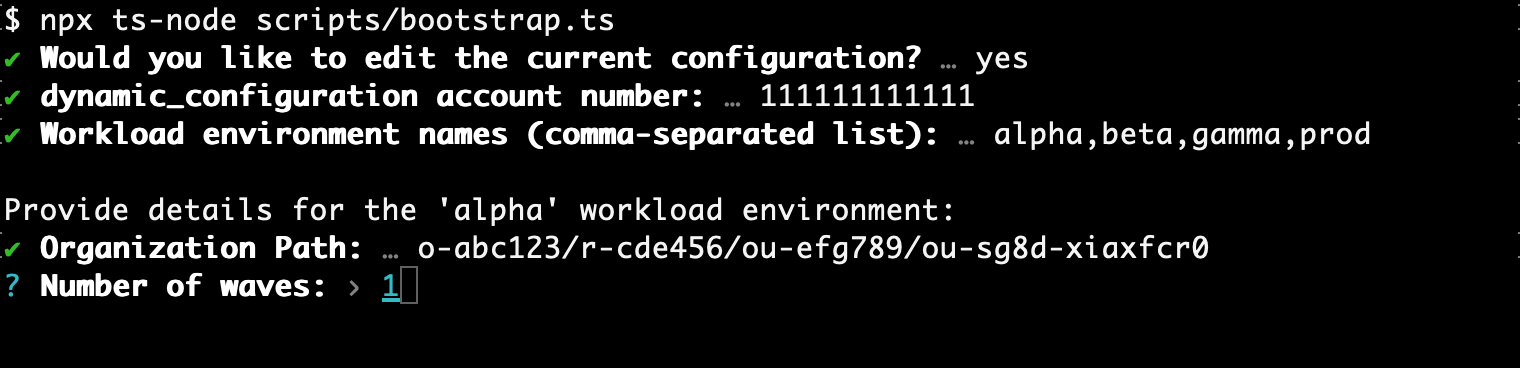 $ npx ts-node scripts/bootstrap.ts
✔ Would you like to edit the current configuration? … yes
✔ dynamic_configuration account number: … 111111111111
✔ Workload environment names (comma-separated list): … alpha,beta,gamma,prod
Provide details for the 'alpha' workload environment:
✔ Organization Path: … o-abc123/r-cde456/ou-efg789/ou-sg8d-xiaxfcr0
? Number of waves: › 1